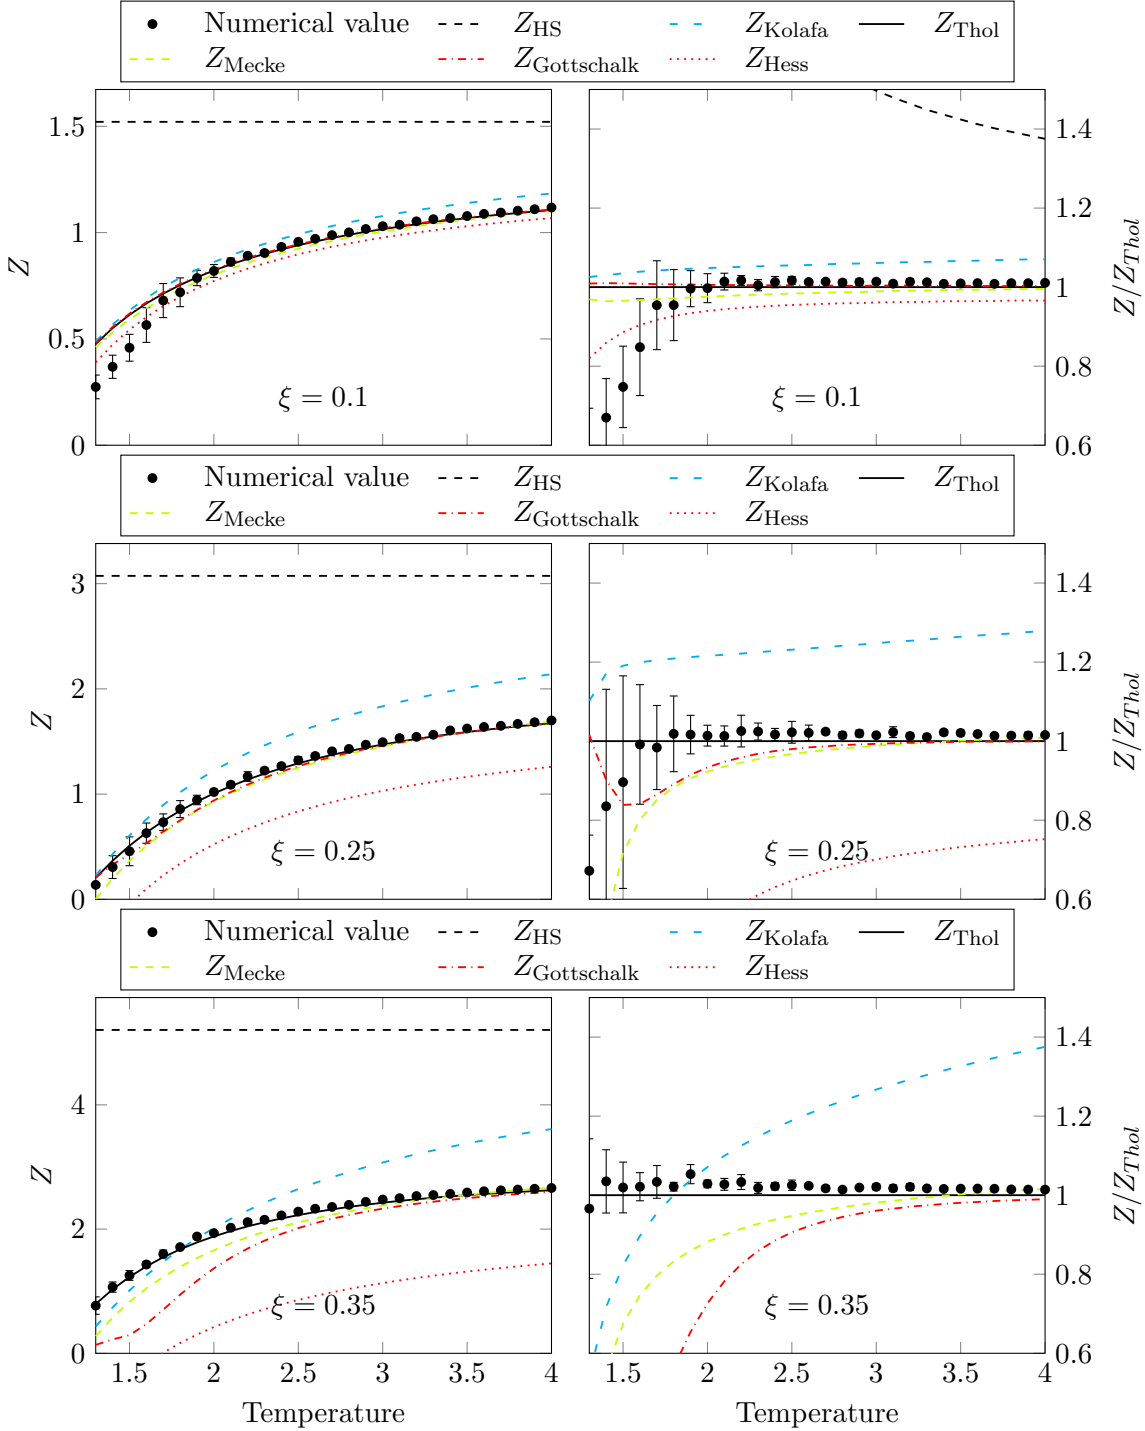 Numerical value Z_HS Z_Kolafa Z_Thol
Z_Mecke Z_Gottschalk Z_Hess
1.5
1
0.5
0
Z
ξ = 0.1
1.4
1.2
1
0.8
0.6
Z/Z_Thol
ξ = 0.1
Numerical value Z_HS Z_Kolafa Z_Thol
Z_Mecke Z_Gottschalk Z_Hess
3
2
1
0
Z
ξ = 0.25
1.4
1.2
1
0.8
0.6
Z/Z_Thol
ξ = 0.25
Numerical value Z_HS Z_Kolafa Z_Thol
Z_Mecke Z_Gottschalk Z_Hess
4
2
0
Z
ξ = 0.35
1.4
1.2
1
0.8
0.6
Z/Z_Thol
ξ = 0.35
1.5 2 2.5 3 3.5 4
1.5 2 2.5 3 3.5 4
Temperature
Temperature